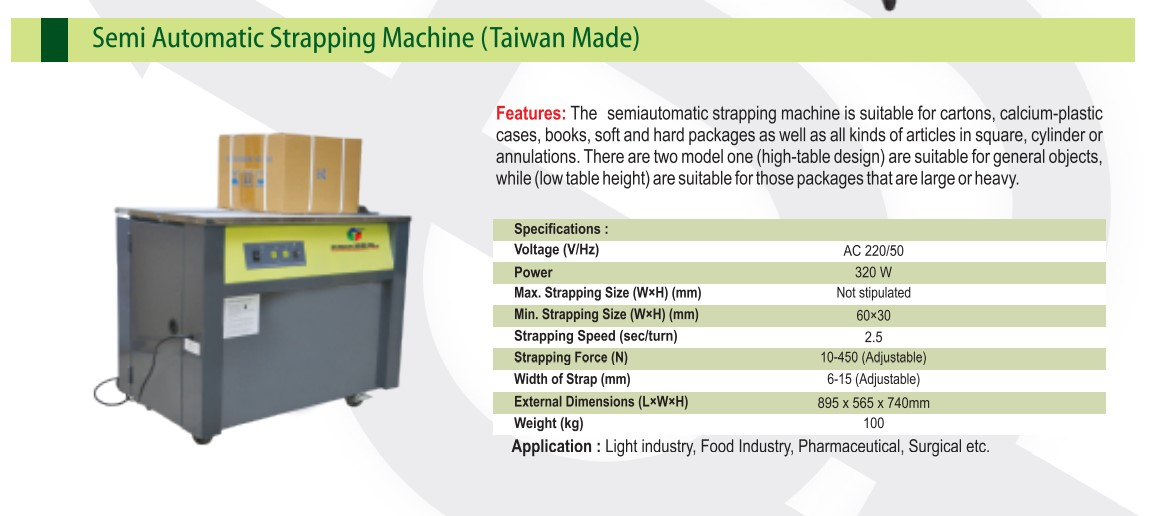 Semi Automatic Strapping Machine (Taiwan Made)
Features: The semiautomatic strapping machine is suitable for cartons, calcium-plastic
cases, books, soft and hard packages as well as all kinds of articles in square, cylinder or
annulations. There are two model one (high-table design) are suitable for general objects,
while (low table height) are suitable for those packages that are large or heavy.
Specifications :
Voltage (V/Hz) AC 220/50
Power 320 W
Max. Strapping Size (W×H) (mm) Not stipulated
Min. Strapping Size (W×H) (mm) 60×30
Strapping Speed (sec/turn) 2.5
Strapping Force (N) 10-450 (Adjustable)
Width of Strap (mm) 6-15 (Adjustable)
External Dimensions (L×W×H) 895 x 565 x 740mm
Weight (kg) 100
Application : Light industry, Food Industry, Pharmaceutical, Surgical etc.